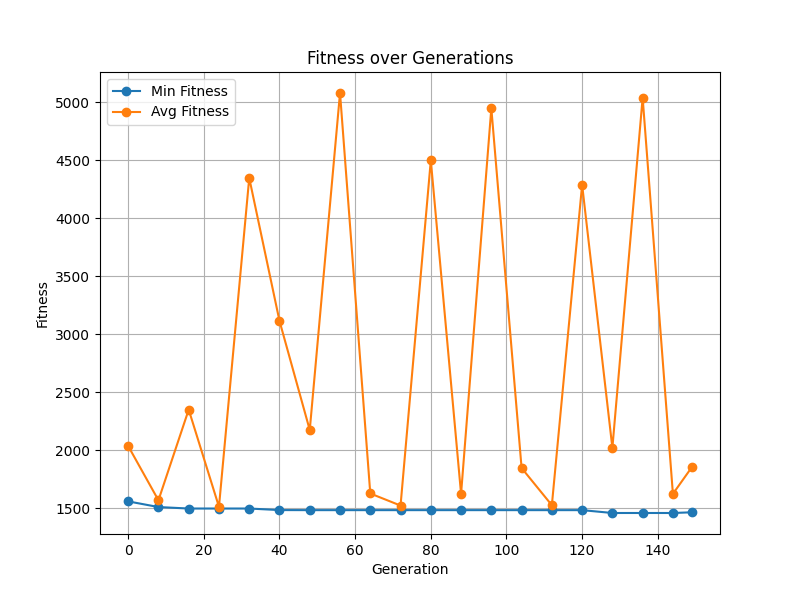 Fitness over Generations
Min Fitness
Avg Fitness
5000
4500
4000
3500
3000
2500
2000
1500
Fitness
0 20 40 60 80 100 120 140
Generation